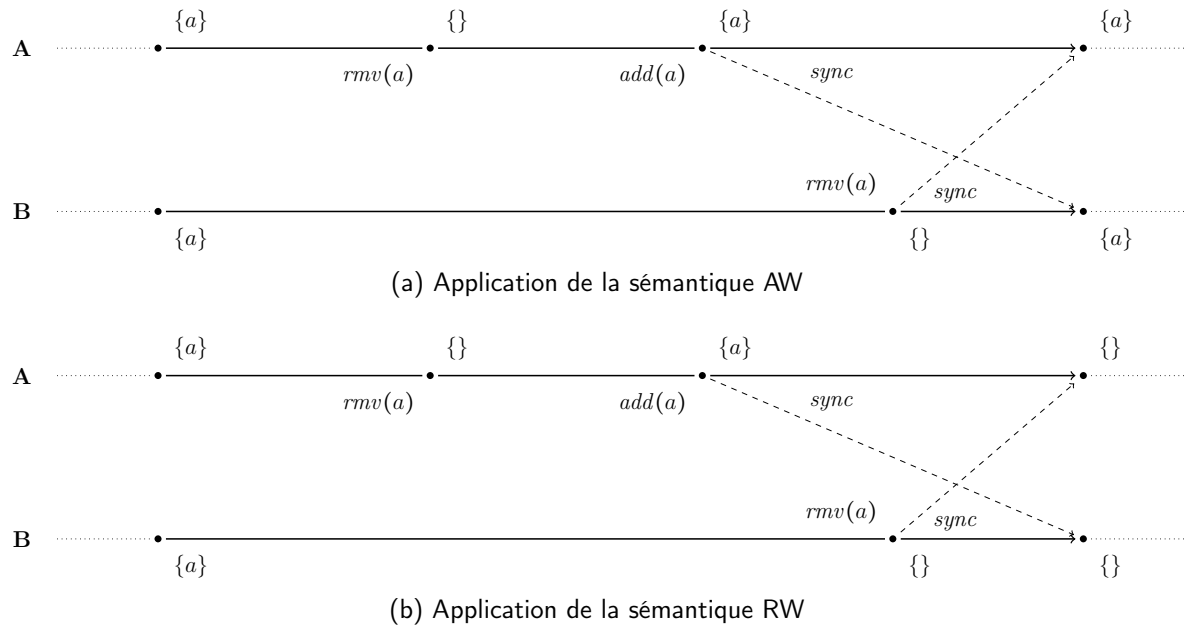 {a} {} {a} {a}
A
rmv(a) add(a) sync
rmv(a)
sync
B
{a} {} {a}
(a) Application de la sémantique AW
{a} {} {a} {}
A
rmv(a) add(a) sync
rmv(a)
sync
B
{a} {} {}
(b) Application de la sémantique RW